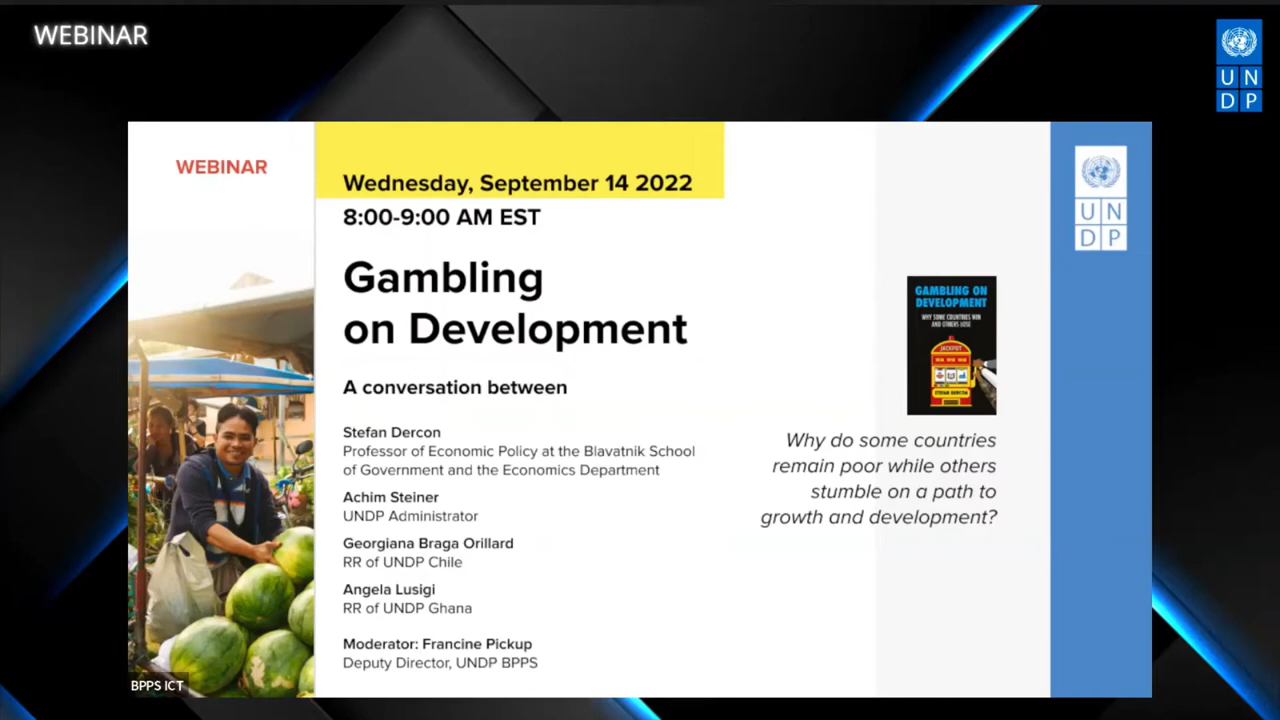 WEBINAR
UN
DP
WEBINAR
Wednesday, September 14 2022
8:00-9:00 AM EST
Gambling
on Development
A conversation between
Stefan Dercon
Professor of Economic Policy at the Blavatnik School
of Government and the Economics Department
Achim Steiner
UNDP Administrator
Georgiana Braga Orillard
RR of UNDP Chile
Angela Lusigi
RR of UNDP Ghana
Moderator: Francine Pickup
Deputy Director, UNDP BPPS
BPPS ICT
GAMBLING ON
DEVELOPMENT
WHY SOME COUNTRIES WIN
AND OTHERS LOSE
JACKPOT
STEFAN DERCON
Why do some countries
remain poor while others
stumble on a path to
growth and development?
UN
DP